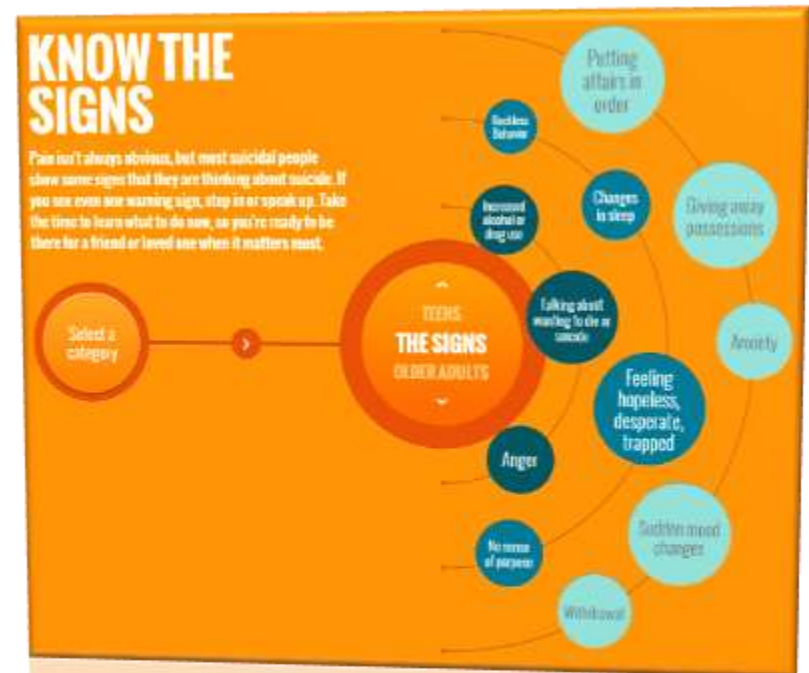 KNOW THE
SIGNS
Pain isn't always obvious, but most suicidal people
show some signs that they are thinking about suicide. If
you see even one warning sign, step in or speak up. Take
the time to learn what to do now, so you're ready to be
there for a friend or loved one when it matters most.
Select a
category
TEENS
THE SIGNS
OLDER ADULTS
Putting
affairs in
order
Reckless
Behavior
Changes
in sleep
Increased
alcohol or
drug use
Giving away
possessions
Talking about
wanting to die or
suicide
Anxiety
Feeling
hopeless,
desperate,
trapped
Anger
Sudden mood
changes
No sense
of purpose
Withdrawal